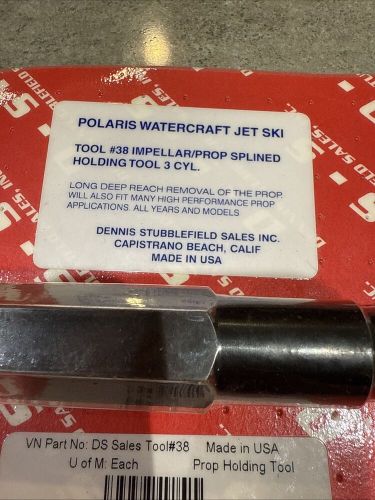 POLARIS WATERCRAFT JET SKI
TOOL #38 IMPELLAR/PROP SPLINED
HOLDING TOOL 3 CYL.
LONG DEEP REACH REMOVAL OF THE PROP.
WILL ALSO FIT MANY HIGH PERFORMANCE PROP
APPLICATIONS. ALL YEARS AND MODELS
DENNIS STUBBLEFIELD SALES INC.
CAPISTRANO BEACH, CALIF
MADE IN USA
VN Part No: DS Sales Tool#38 Made in USA
U of M: Each Prop Holding Tool